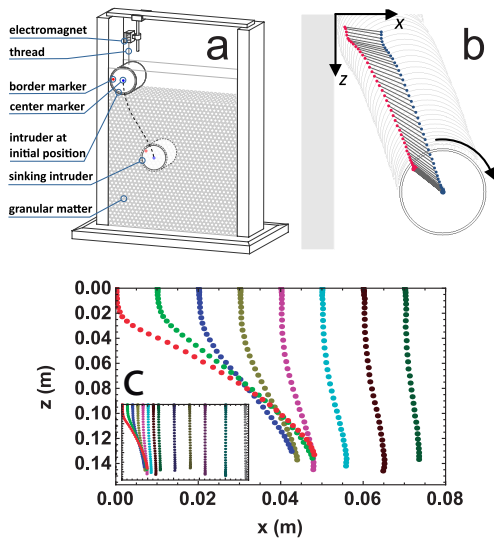 a
electromagnet
thread
border marker
center marker
intruder at
initial position
sinking intruder
granular matter
b
x
z
c
z (m)
0.00
0.02
0.04
0.06
0.08
0.10
0.12
0.14
0.00 0.02 0.04 0.06 0.08
x (m)